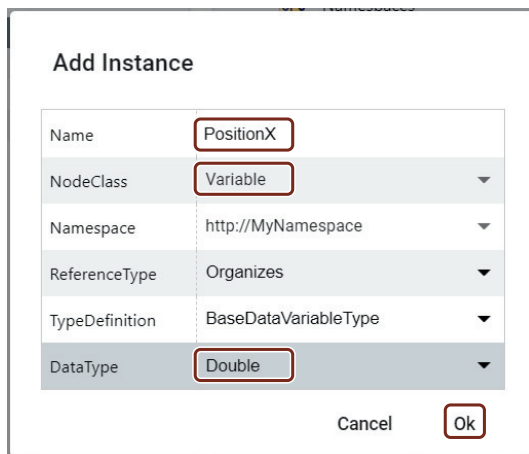 Namespaces
Add Instance
Name PositionX
NodeClass Variable
Namespace http://MyNamespace
ReferenceType Organizes
TypeDefinition BaseDataVariableType
DataType Double
Cancel Ok